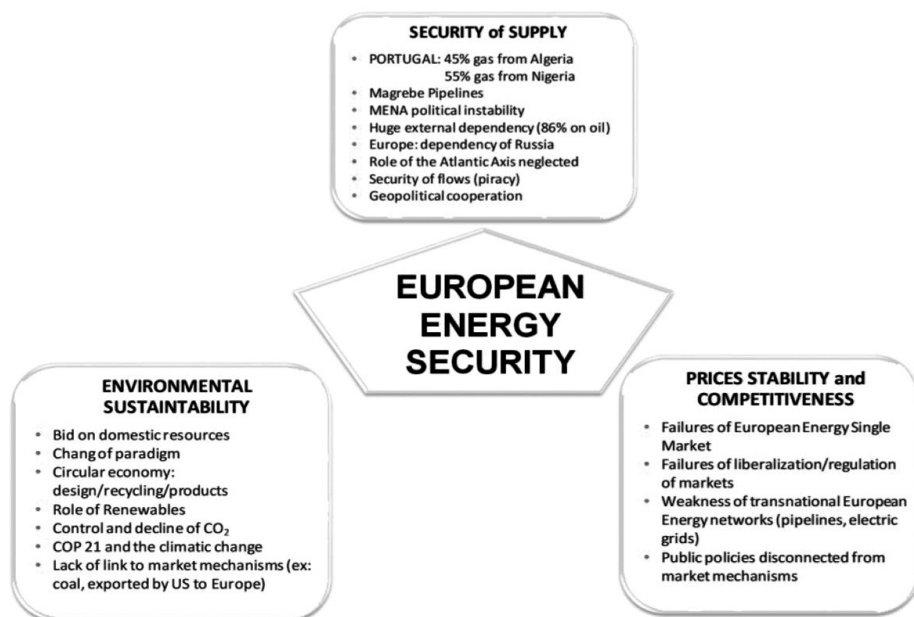 SECURITY of SUPPLY
• PORTUGAL: 45% gas from Algeria
55% gas from Nigeria
• Magrebe Pipelines
• MENA political instability
• Huge external dependency (86% on oil)
• Europe: dependency of Russia
• Role of the Atlantic Axis neglected
• Security of flows (piracy)
• Geopolitical cooperation
EUROPEAN
ENERGY
SECURITY
ENVIRONMENTAL
SUSTAINTABILITY
• Bid on domestic resources
• Chang of paradigm
• Circular economy:
design/recycling/products
• Role of Renewables
• Control and decline of CO₂
• COP 21 and the climatic change
• Lack of link to market mechanisms (ex:
coal, exported by US to Europe)
PRICES STABILITY and
COMPETITIVENESS
• Failures of European Energy Single
Market
• Failures of liberalization/regulation
of markets
• Weakness of transnational European
Energy networks (pipelines, electric
grids)
• Public policies disconnected from
market mechanisms